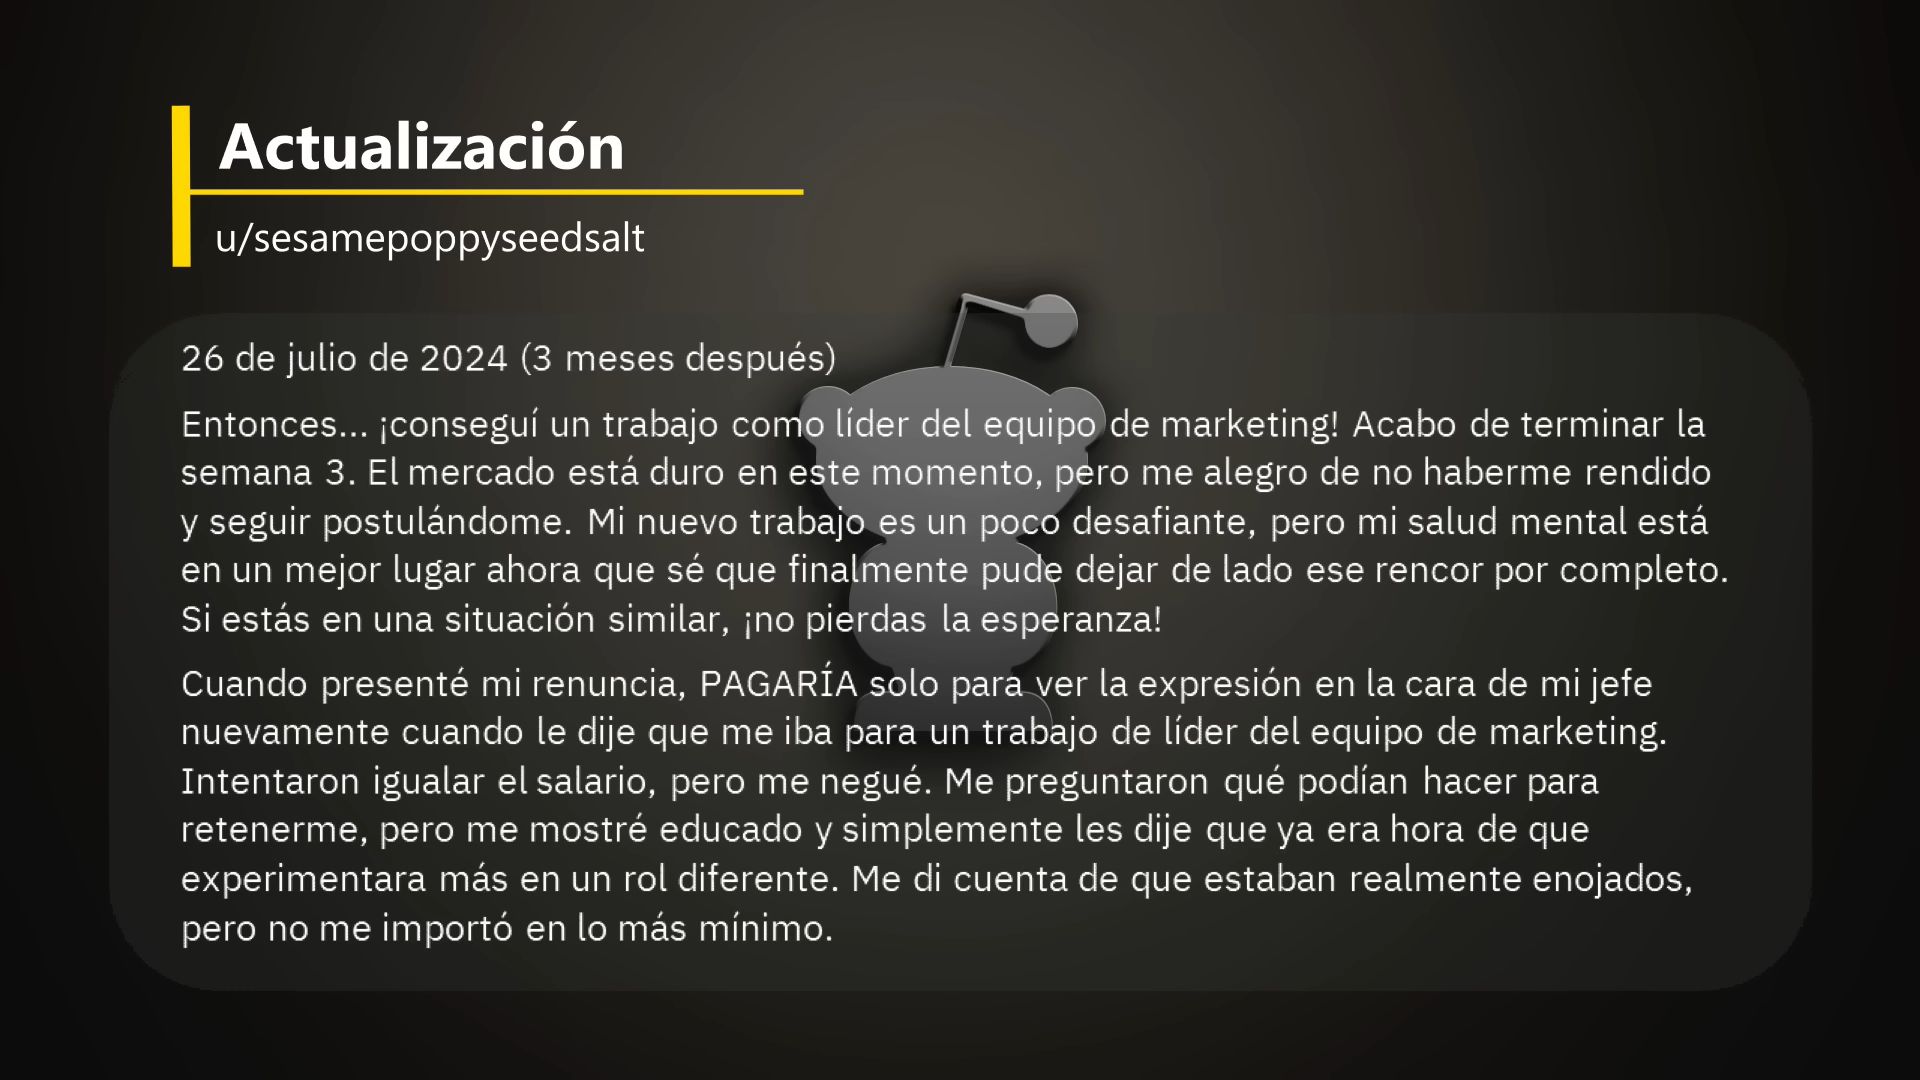 Actualización
u/sesamepoppyseedsalt
26 de julio de 2024 (3 meses después)
Entonces... ¡conseguí un trabajo como líder del equipo de marketing! Acabo de terminar la
semana 3. El mercado está duro en este momento, pero me alegro de no haberme rendido
y seguir postulándome. Mi nuevo trabajo es un poco desafiante, pero mi salud mental está
en un mejor lugar ahora que sé que finalmente pude dejar de lado ese rencor por completo.
Si estás en una situación similar, ¡no pierdas la esperanza!
Cuando presenté mi renuncia, PAGARÍA solo para ver la expresión en la cara de mi jefe
nuevamente cuando le dije que me iba para un trabajo de líder del equipo de marketing.
Intentaron igualar el salario, pero me negué. Me preguntaron qué podían hacer para
retenerme, pero me mostré educado y simplemente les dije que ya era hora de que
experimentara más en un rol diferente. Me di cuenta de que estaban realmente enojados,
pero no me importó en lo más mínimo.